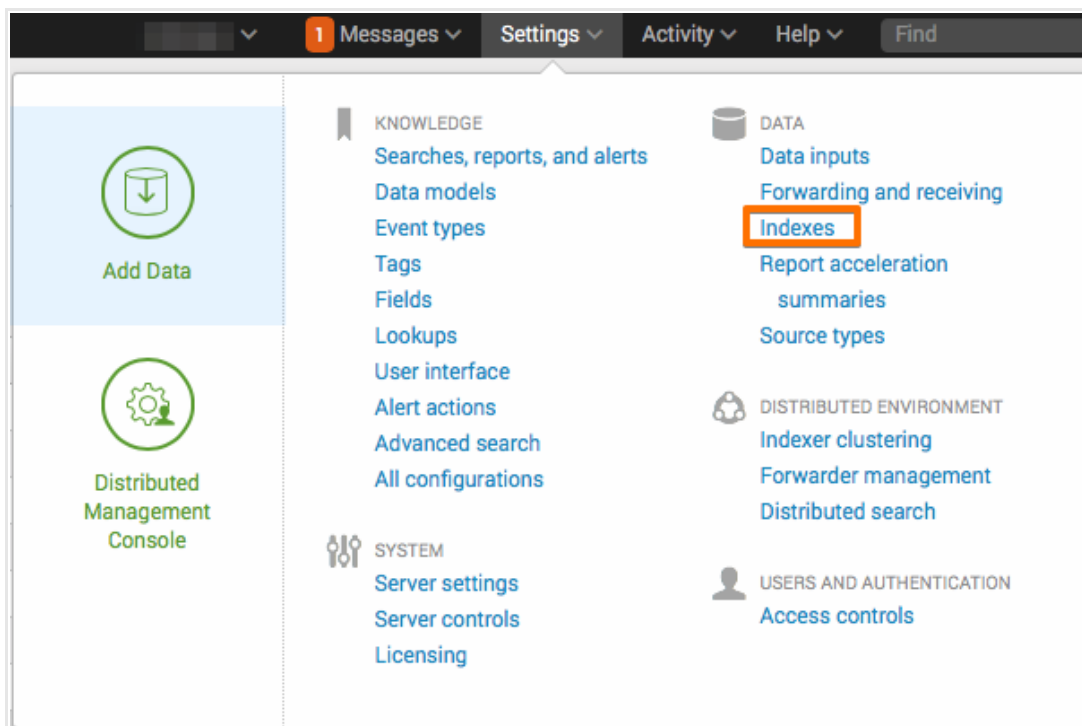 1 Messages Settings Activity Help Find
Add Data
Distributed
Management
Console
KNOWLEDGE
Searches, reports, and alerts
Data models
Event types
Tags
Fields
Lookups
User interface
Alert actions
Advanced search
All configurations
SYSTEM
Server settings
Server controls
Licensing
DATA
Data inputs
Forwarding and receiving
Indexes
Report acceleration
summaries
Source types
DISTRIBUTED ENVIRONMENT
Indexer clustering
Forwarder management
Distributed search
USERS AND AUTHENTICATION
Access controls